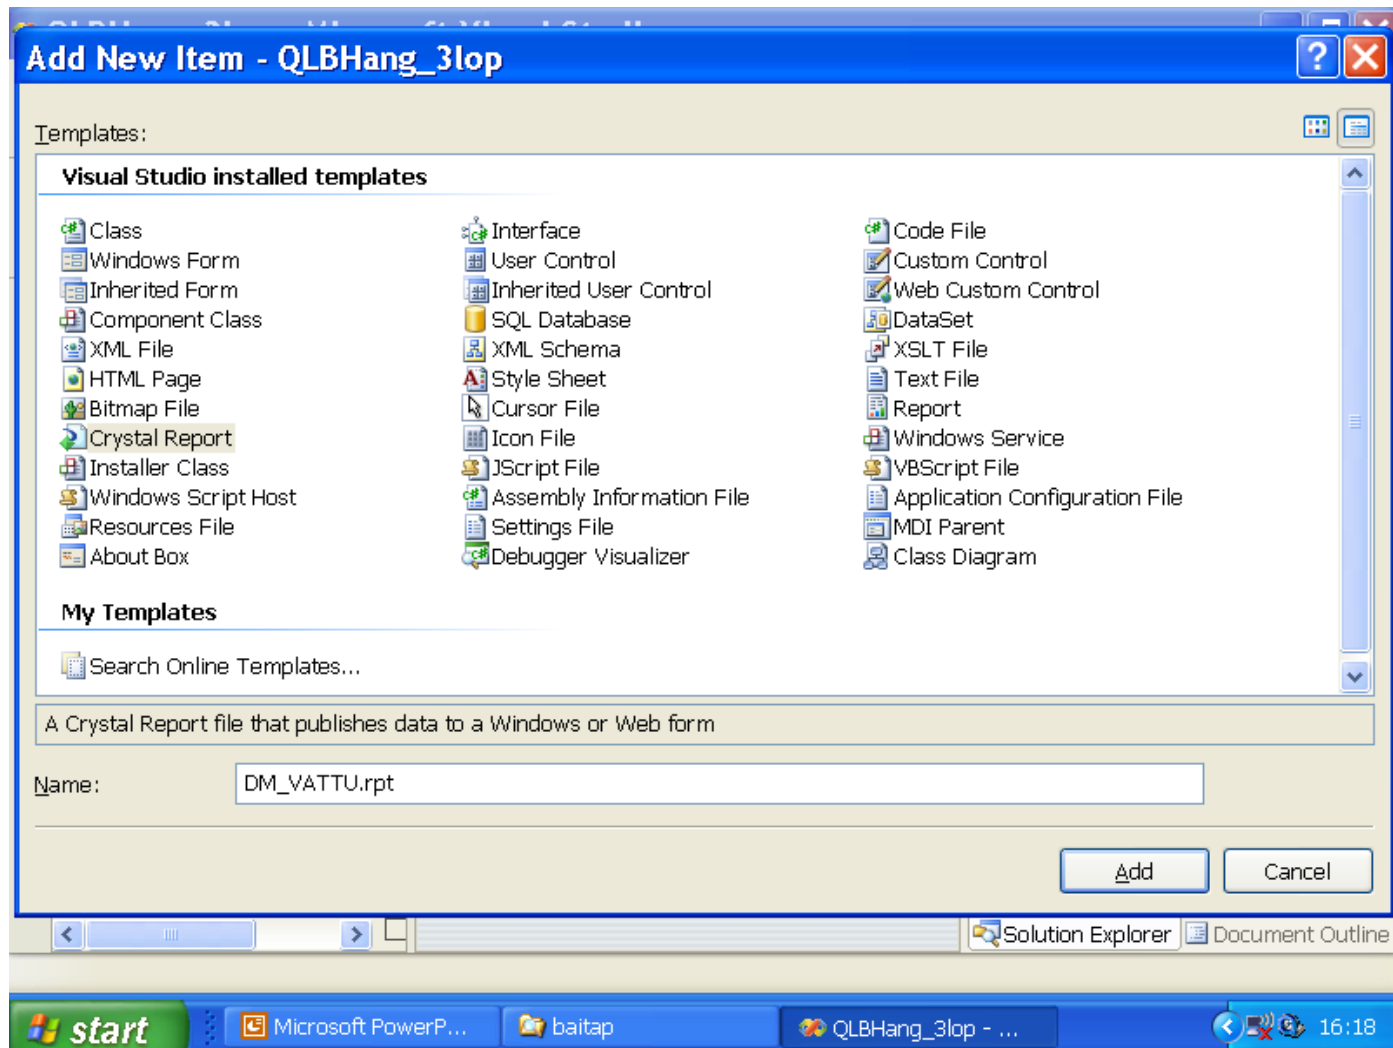 Add New Item - QLBHang_3lop
Templates:
Visual Studio installed templates
Class
Interface
Code File
Windows Form
User Control
Custom Control
Inherited Form
Inherited User Control
Web Custom Control
Component Class
SQL Database
DataSet
XML File
XML Schema
XSLT File
HTML Page
Style Sheet
Text File
Bitmap File
Cursor File
Report
Crystal Report
Icon File
Windows Service
Installer Class
JScript File
VBScript File
Windows Script Host
Assembly Information File
Application Configuration File
Resources File
Settings File
MDI Parent
About Box
Debugger Visualizer
Class Diagram
My Templates
Search Online Templates...
A Crystal Report file that publishes data to a Windows or Web form
Name:
DM_VATTU.rpt
Add
Cancel
Solution Explorer
Document Outline
start
Microsoft PowerP...
baitap
QLBHang_3lop - ...
16:18